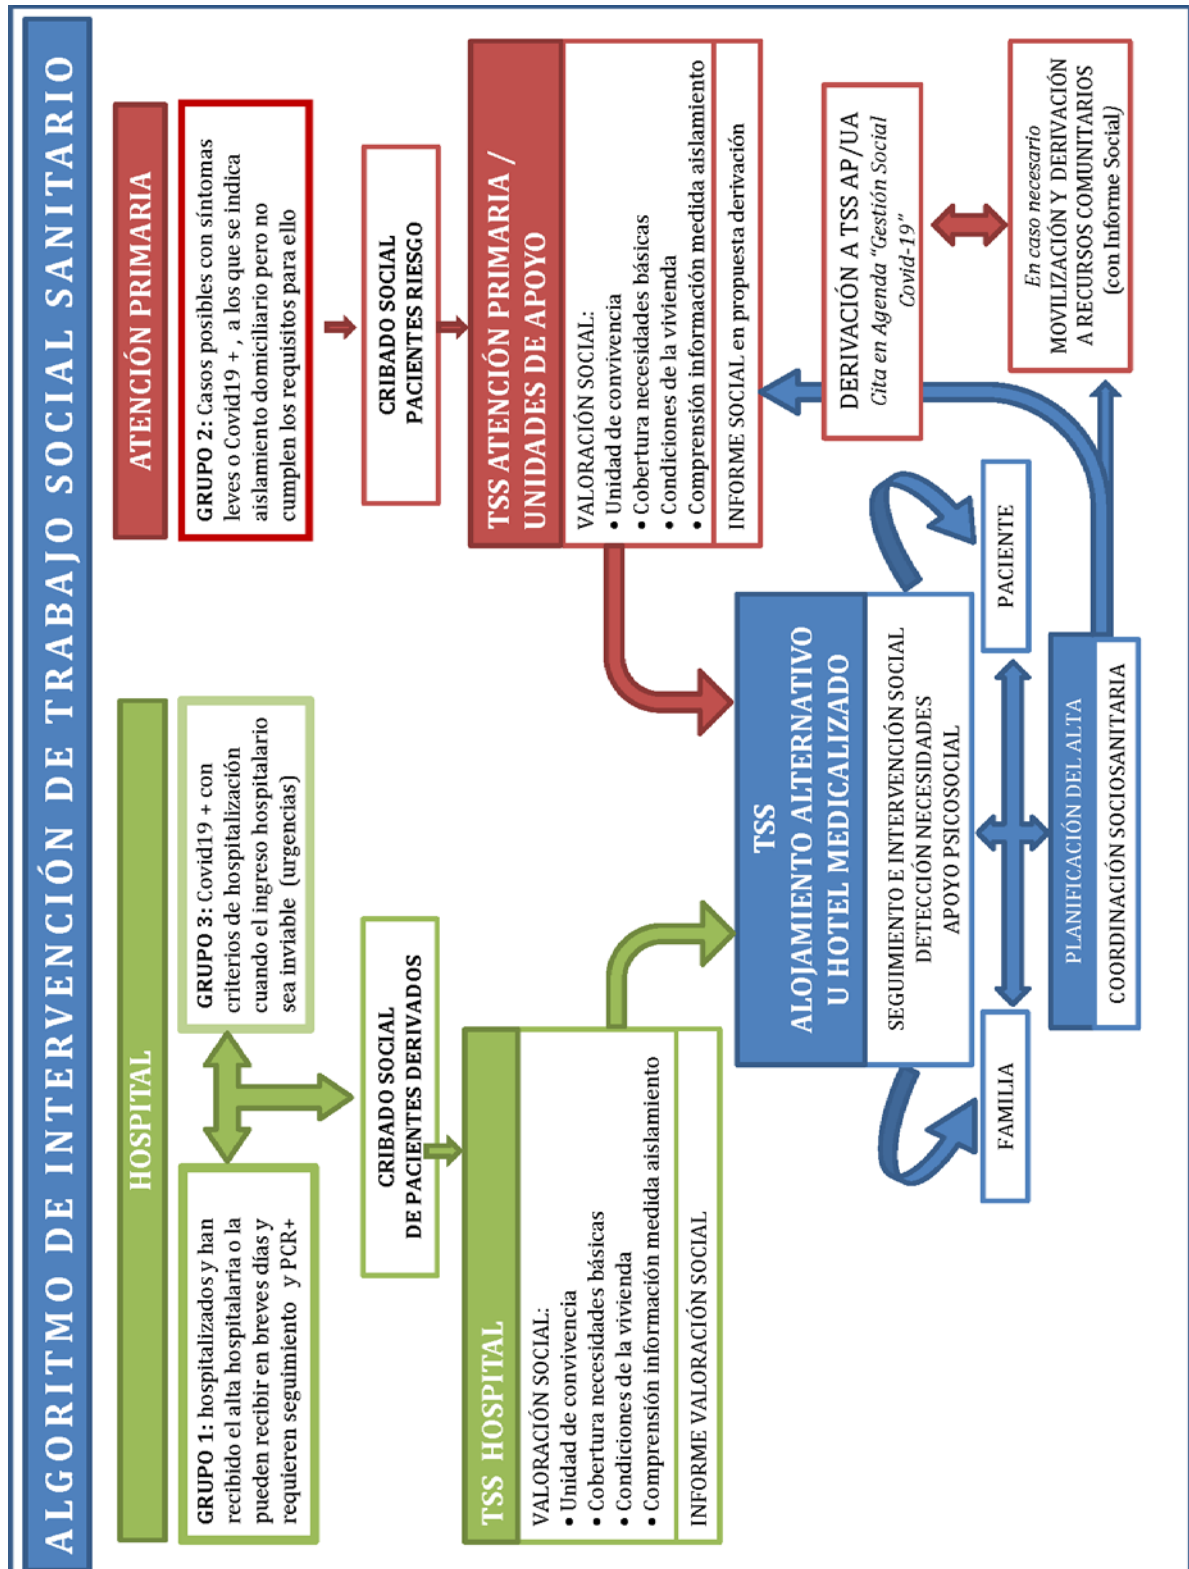 ALGORITMO DE INTERVENCIÓN DE TRABAJO SOCIAL SANITARIO
HOSPITAL
GRUPO 1: hospitalizados y han
recibido el alta hospitalaria o la
pueden recibir en breves días y
requieren seguimiento y PCR+
GRUPO 3: Covid19 + con
criterios de hospitalización
cuando el ingreso hospitalario
sea inviable (urgencias)
CRIBADO SOCIAL
DE PACIENTES DERIVADOS
TSS HOSPITAL
VALORACIÓN SOCIAL:
• Unidad de convivencia
• Cobertura necesidades básicas
• Condiciones de la vivienda
• Comprensión información medida aislamiento
INFORME VALORACIÓN SOCIAL
ATENCIÓN PRIMARIA
GRUPO 2: Casos posibles con síntomas
leves o Covid19 +, a los que se indica
aislamiento domiciliario pero no
cumplen los requisitos para ello
CRIBADO SOCIAL
PACIENTES RIESGO
TSS ATENCIÓN PRIMARIA /
UNIDADES DE APOYO
VALORACIÓN SOCIAL:
• Unidad de convivencia
• Cobertura necesidades básicas
• Condiciones de la vivienda
• Comprensión información medida aislamiento
INFORME SOCIAL en propuesta derivación
TSS
ALOJAMIENTO ALTERNATIVO
U HOTEL MEDICALIZADO
SEGUIMIENTO E INTERVENCIÓN SOCIAL
DETECCIÓN NECESIDADES
APOYO PSICOSOCIAL
FAMILIA
PACIENTE
PLANIFICACIÓN DEL ALTA
COORDINACIÓN SOCIOSANITARIA
DERIVACIÓN A TSS AP/UA
Cita en Agenda "Gestión Social
Covid-19"
En caso necesario
MOVILIZACIÓN Y DERIVACIÓN
A RECURSOS COMUNITARIOS
(con Informe Social)